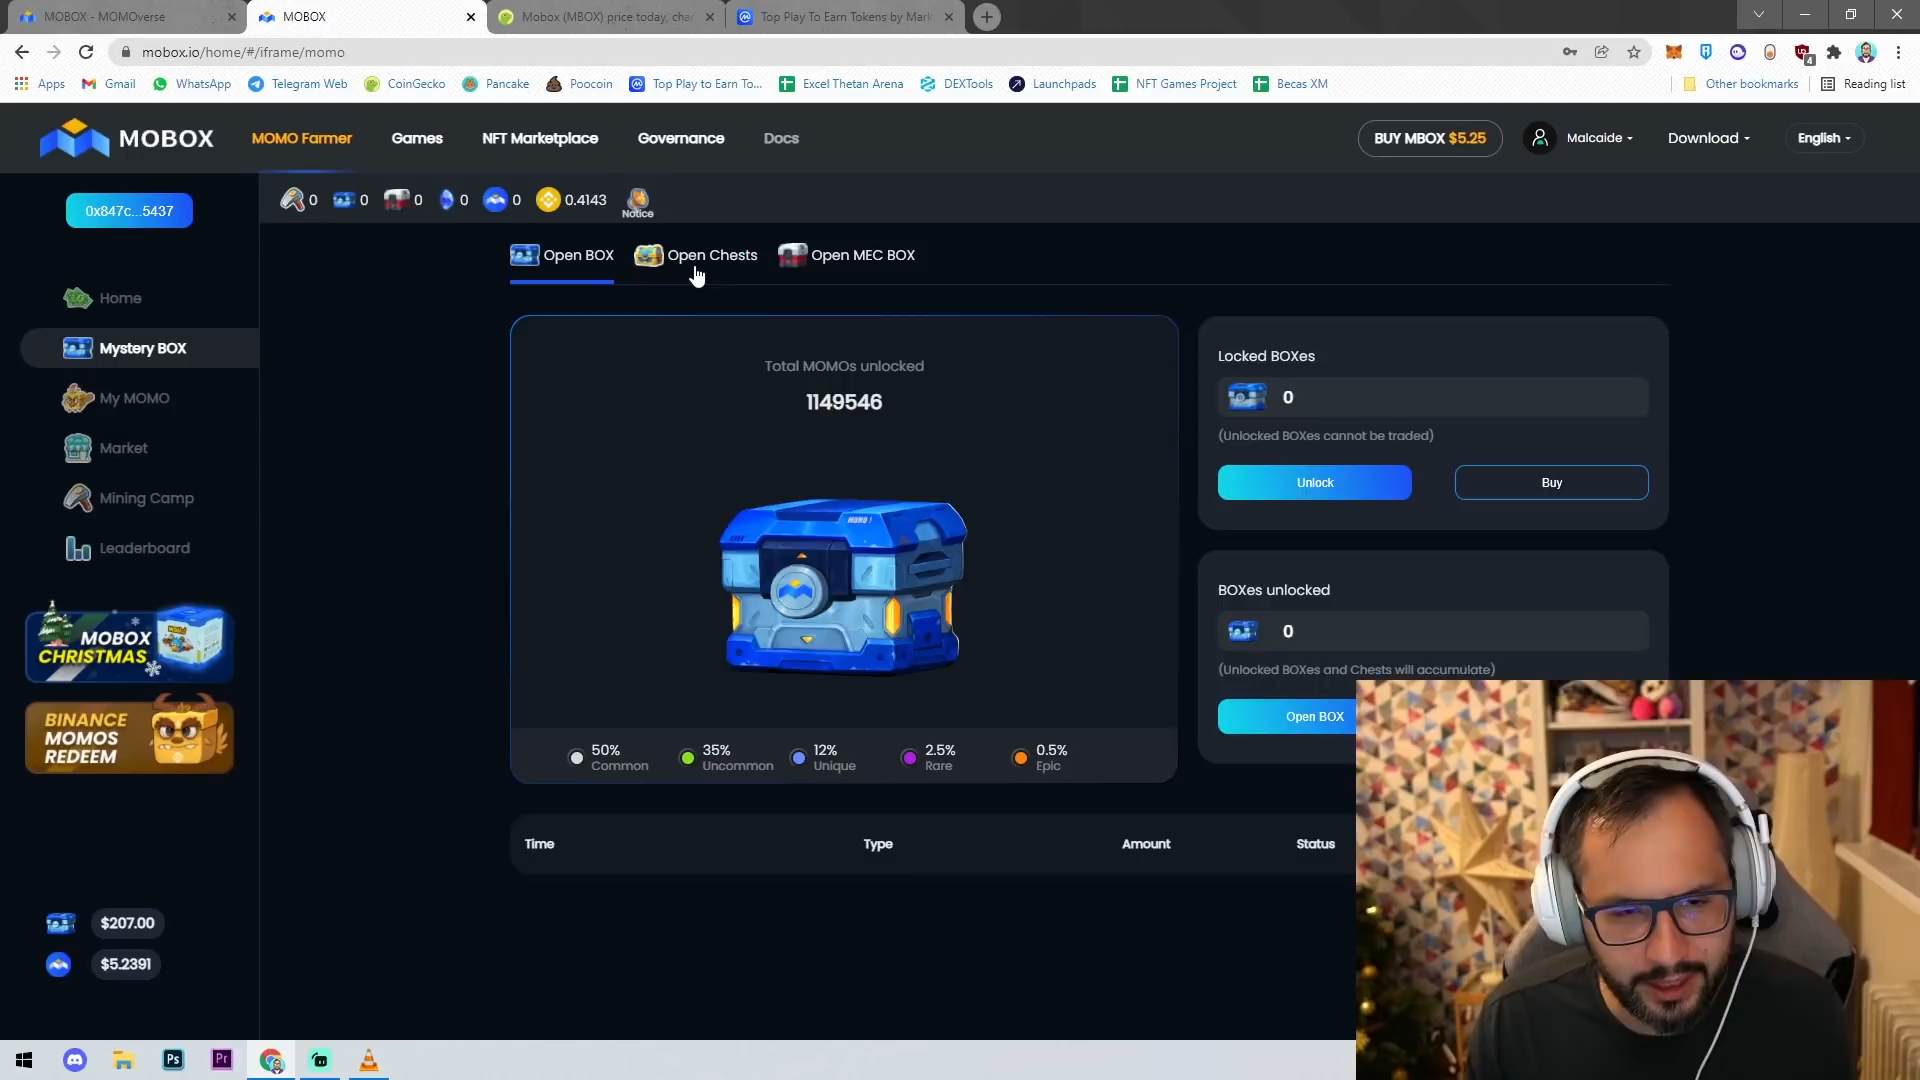 MOBOX - MOMOverse
MOBOX
Mobox (MBOX) price today, cha
Top Play To Earn Tokens by Mark
mobox.io/home/#/iframe/momo
4
Apps
Gmail
WhatsApp
Telegram Web
CoinGecko
Pancake
Poocoin
Top Play to Earn To...
Excel Thetan Arena
DEXTools
Launchpads
NFT Games Project
Becas XM
Other bookmarks
Reading list
MOBOX
MOMO Farmer
Games
NFT Marketplace
Governance
Docs
BUY MBOX $5.25
Malcaide
Download
English
0x847c...5437
0
0
0
0
0
0.4143
Notice
Open BOX
Open Chests
Open MEC BOX
Home
Mystery BOX
My MOMO
Market
Mining Camp
Leaderboard
MOBOX
CHRISTMAS
BINANCE
MOMOS
REDEEM
$207.00
$5.2391
Total MOMOs unlocked
1149546
MOMO !
50%
Common
35%
Uncommon
12%
Unique
2.5%
Rare
0.5%
Epic
Locked BOXes
0
(Unlocked BOXes cannot be traded)
Unlock
Buy
BOXes unlocked
0
(Unlocked BOXes and Chests will accumulate)
Open BOX
Time
Type
Amount
Status
Ps
Pr